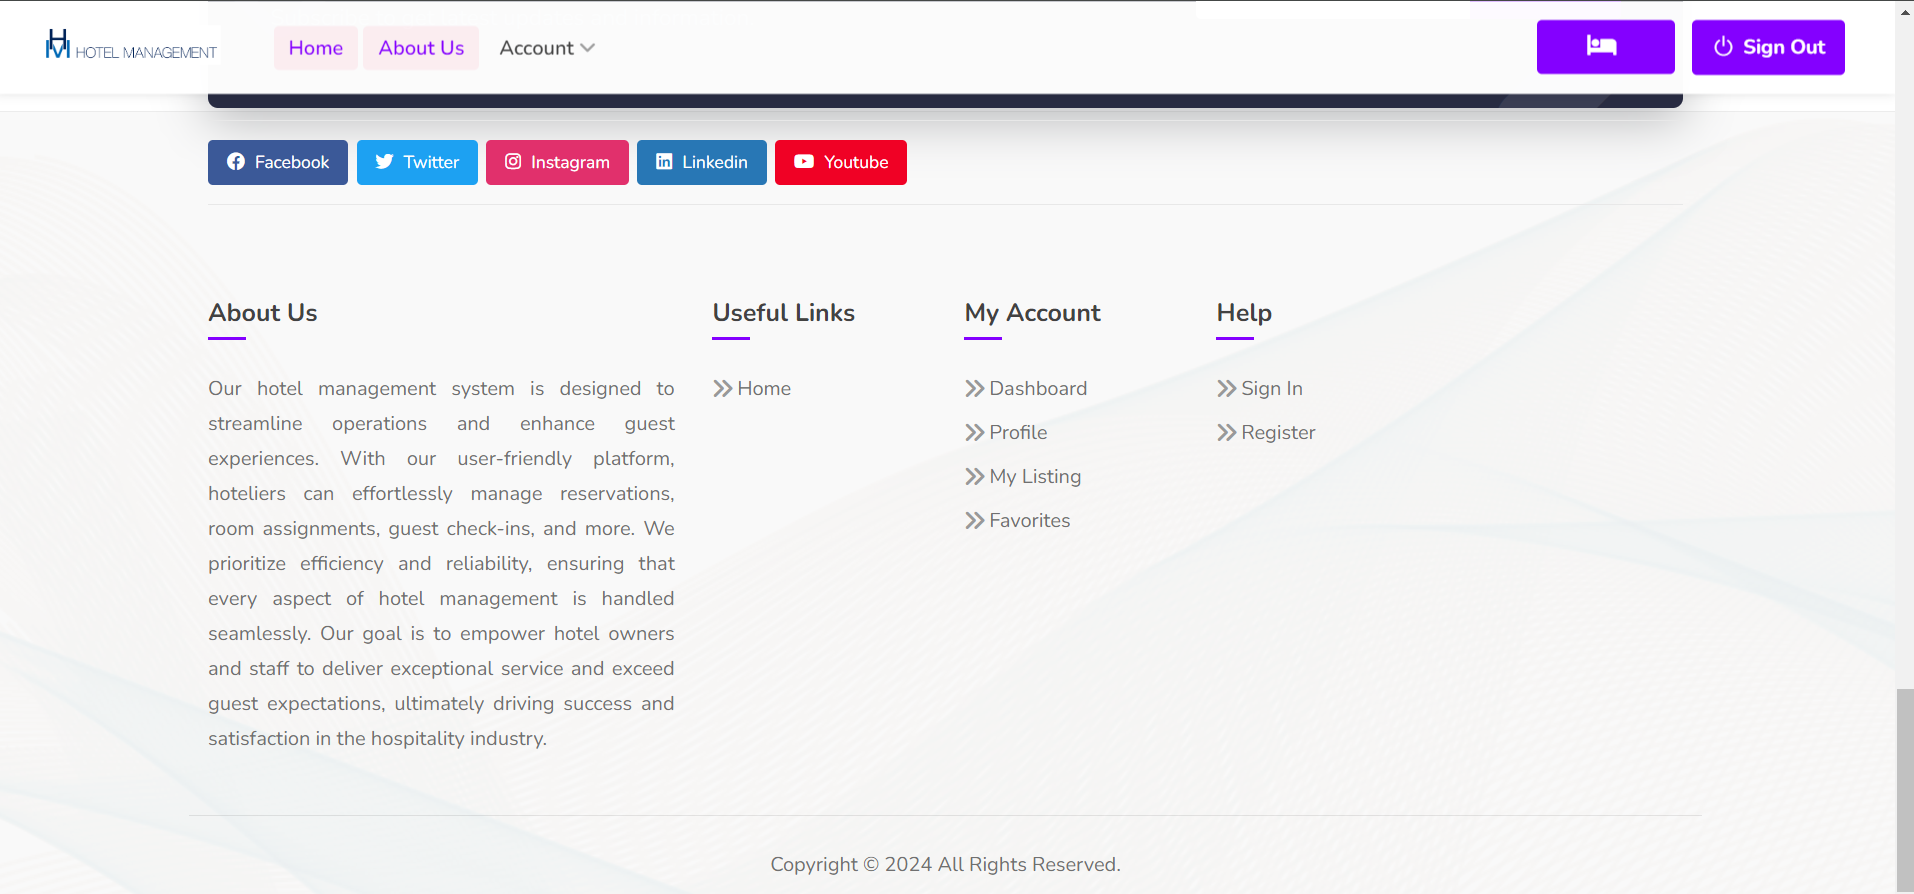 HM HOTEL MANAGEMENT
Home
About Us
Account
Sign Out
Facebook
Twitter
Instagram
Linkedin
Youtube
About Us
Our hotel management system is designed to
streamline operations and enhance guest
experiences. With our user-friendly platform,
hoteliers can effortlessly manage reservations,
room assignments, guest check-ins, and more. We
prioritize efficiency and reliability, ensuring that
every aspect of hotel management is handled
seamlessly. Our goal is to empower hotel owners
and staff to deliver exceptional service and exceed
guest expectations, ultimately driving success and
satisfaction in the hospitality industry.
Useful Links
Home
My Account
Dashboard
Profile
My Listing
Favorites
Help
Sign In
Register
Copyright © 2024 All Rights Reserved.